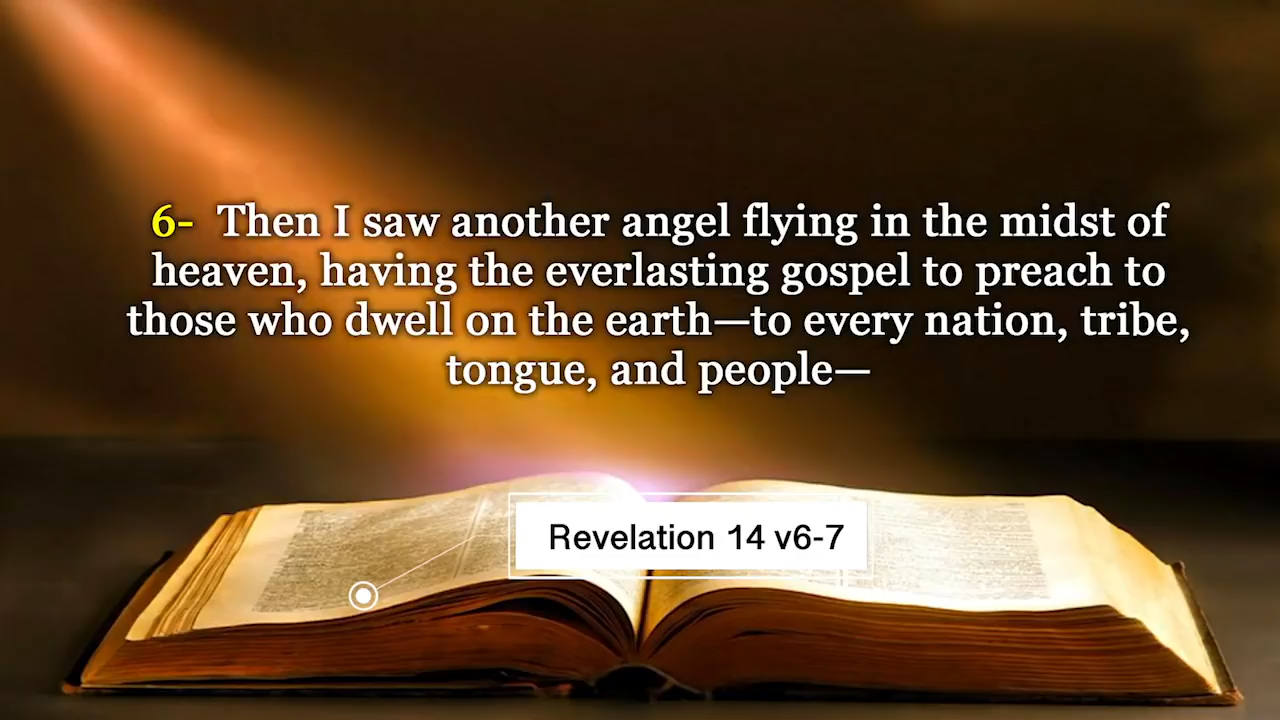 6- Then I saw another angel flying in the midst of
heaven, having the everlasting gospel to preach to
those who dwell on the earth—to every nation, tribe,
tongue, and people—
Revelation 14 v6-7